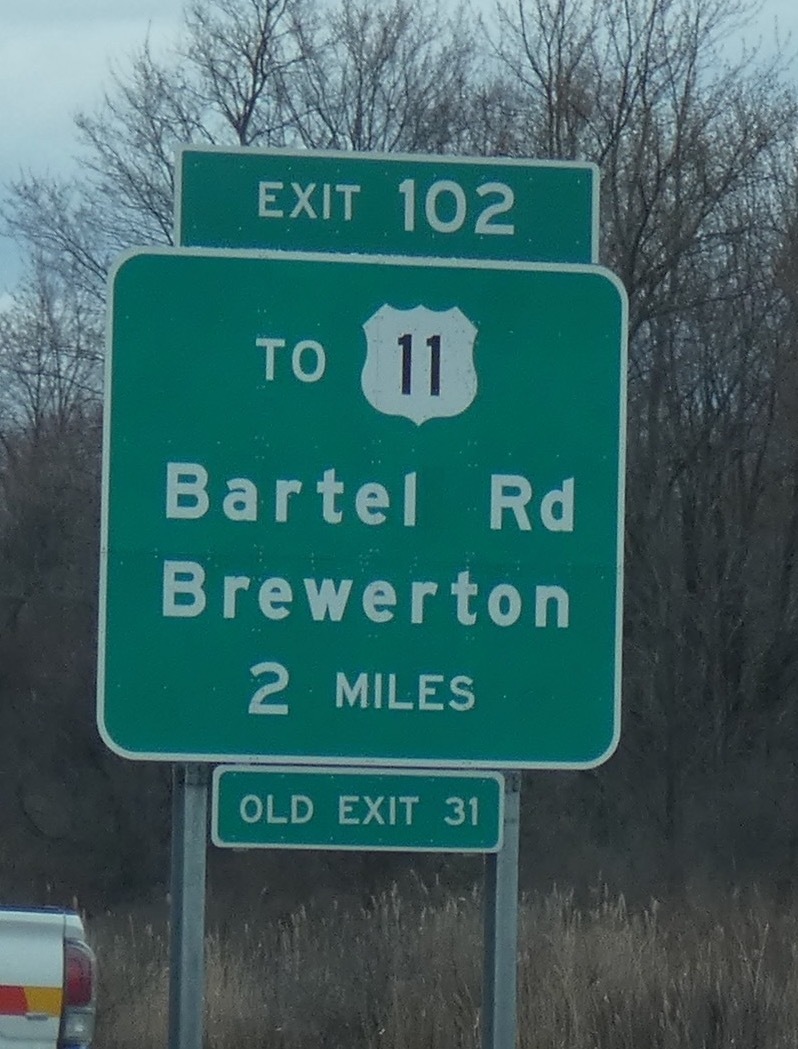 EXIT 102
TO 11
Bartel Rd
Brewerton
2 MILES
OLD EXIT 31